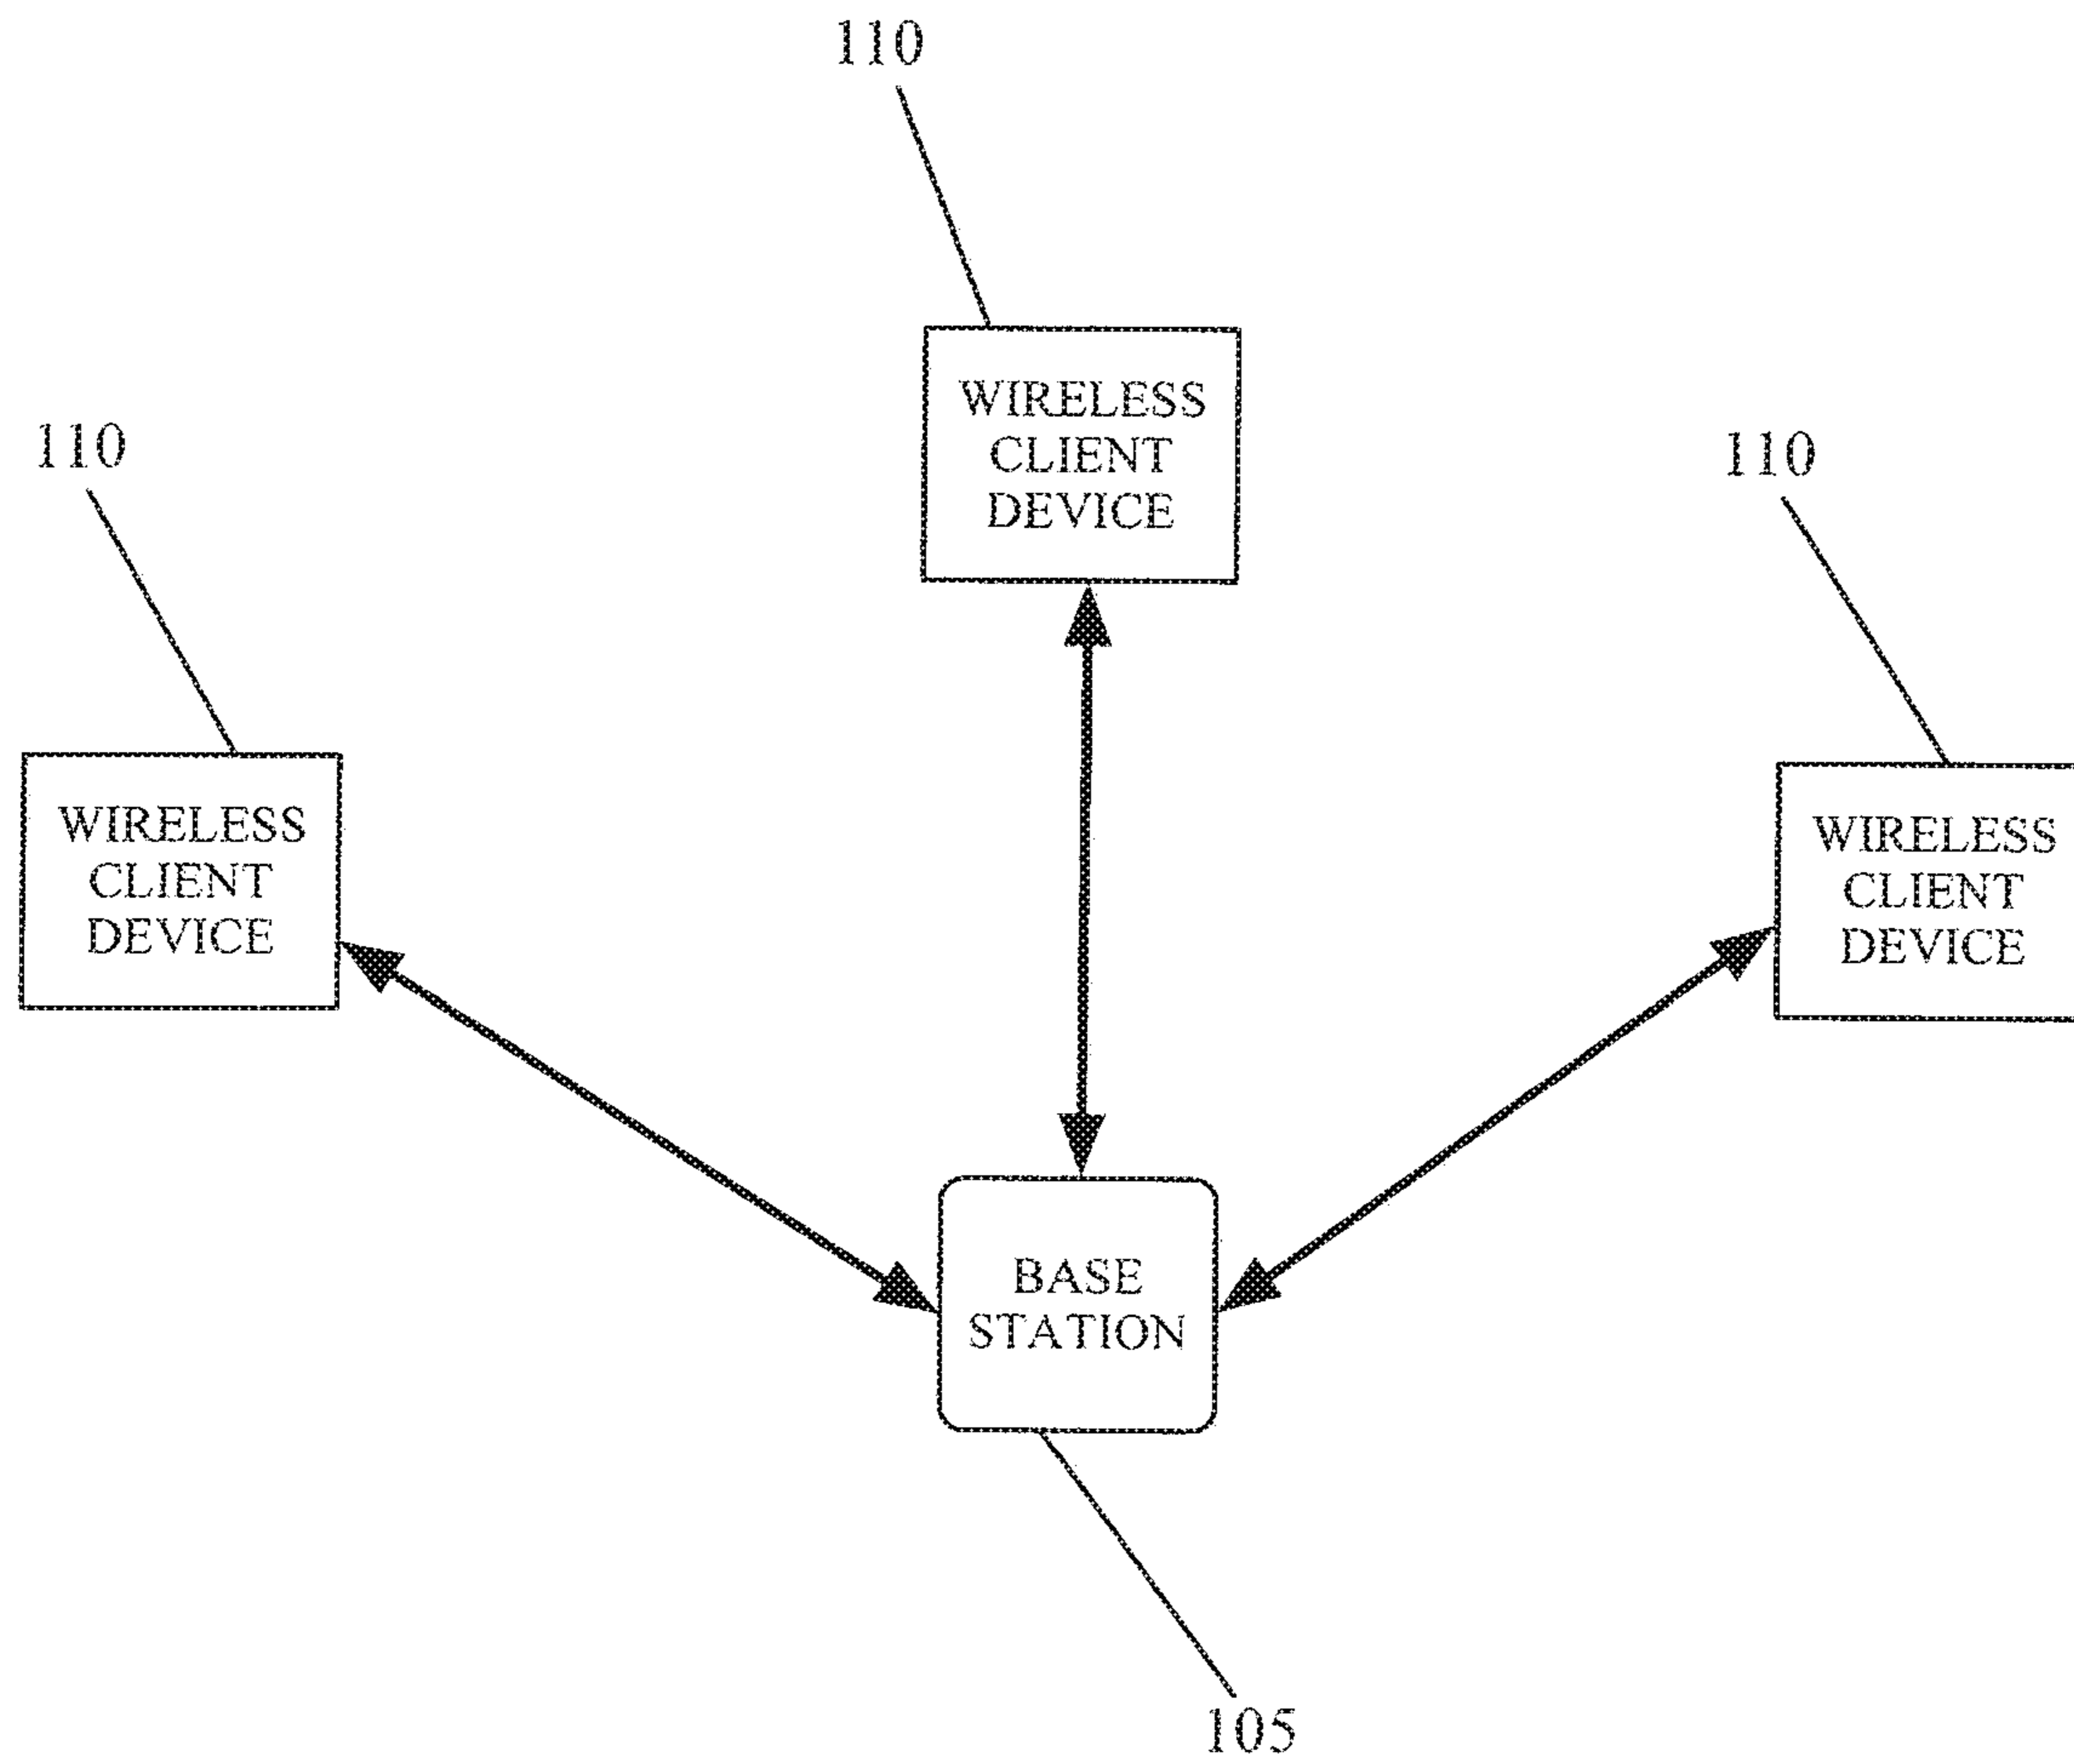 110
WIRELESS
CLIENT
DEVICE
110
WIRELESS
CLIENT
DEVICE
110
WIRELESS
CLIENT
DEVICE
BASE
STATION
105